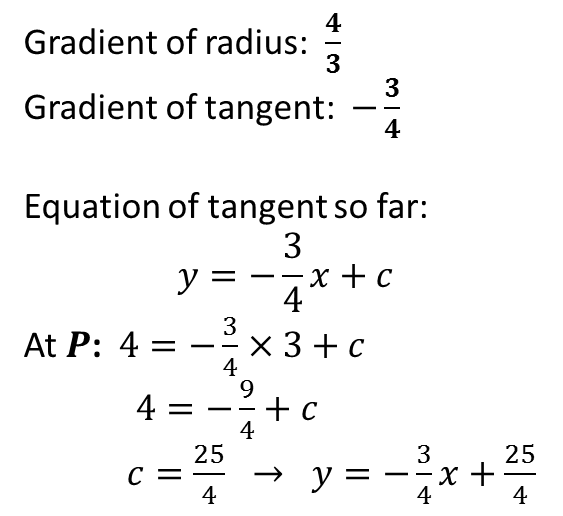 Gradient of radius: 4/3
Gradient of tangent: −3/4
Equation of tangent so far:
y = −3/4 x + c
At P: 4 = −3/4 × 3 + c
4 = −9/4 + c
c = 25/4 → y = −3/4 x + 25/4